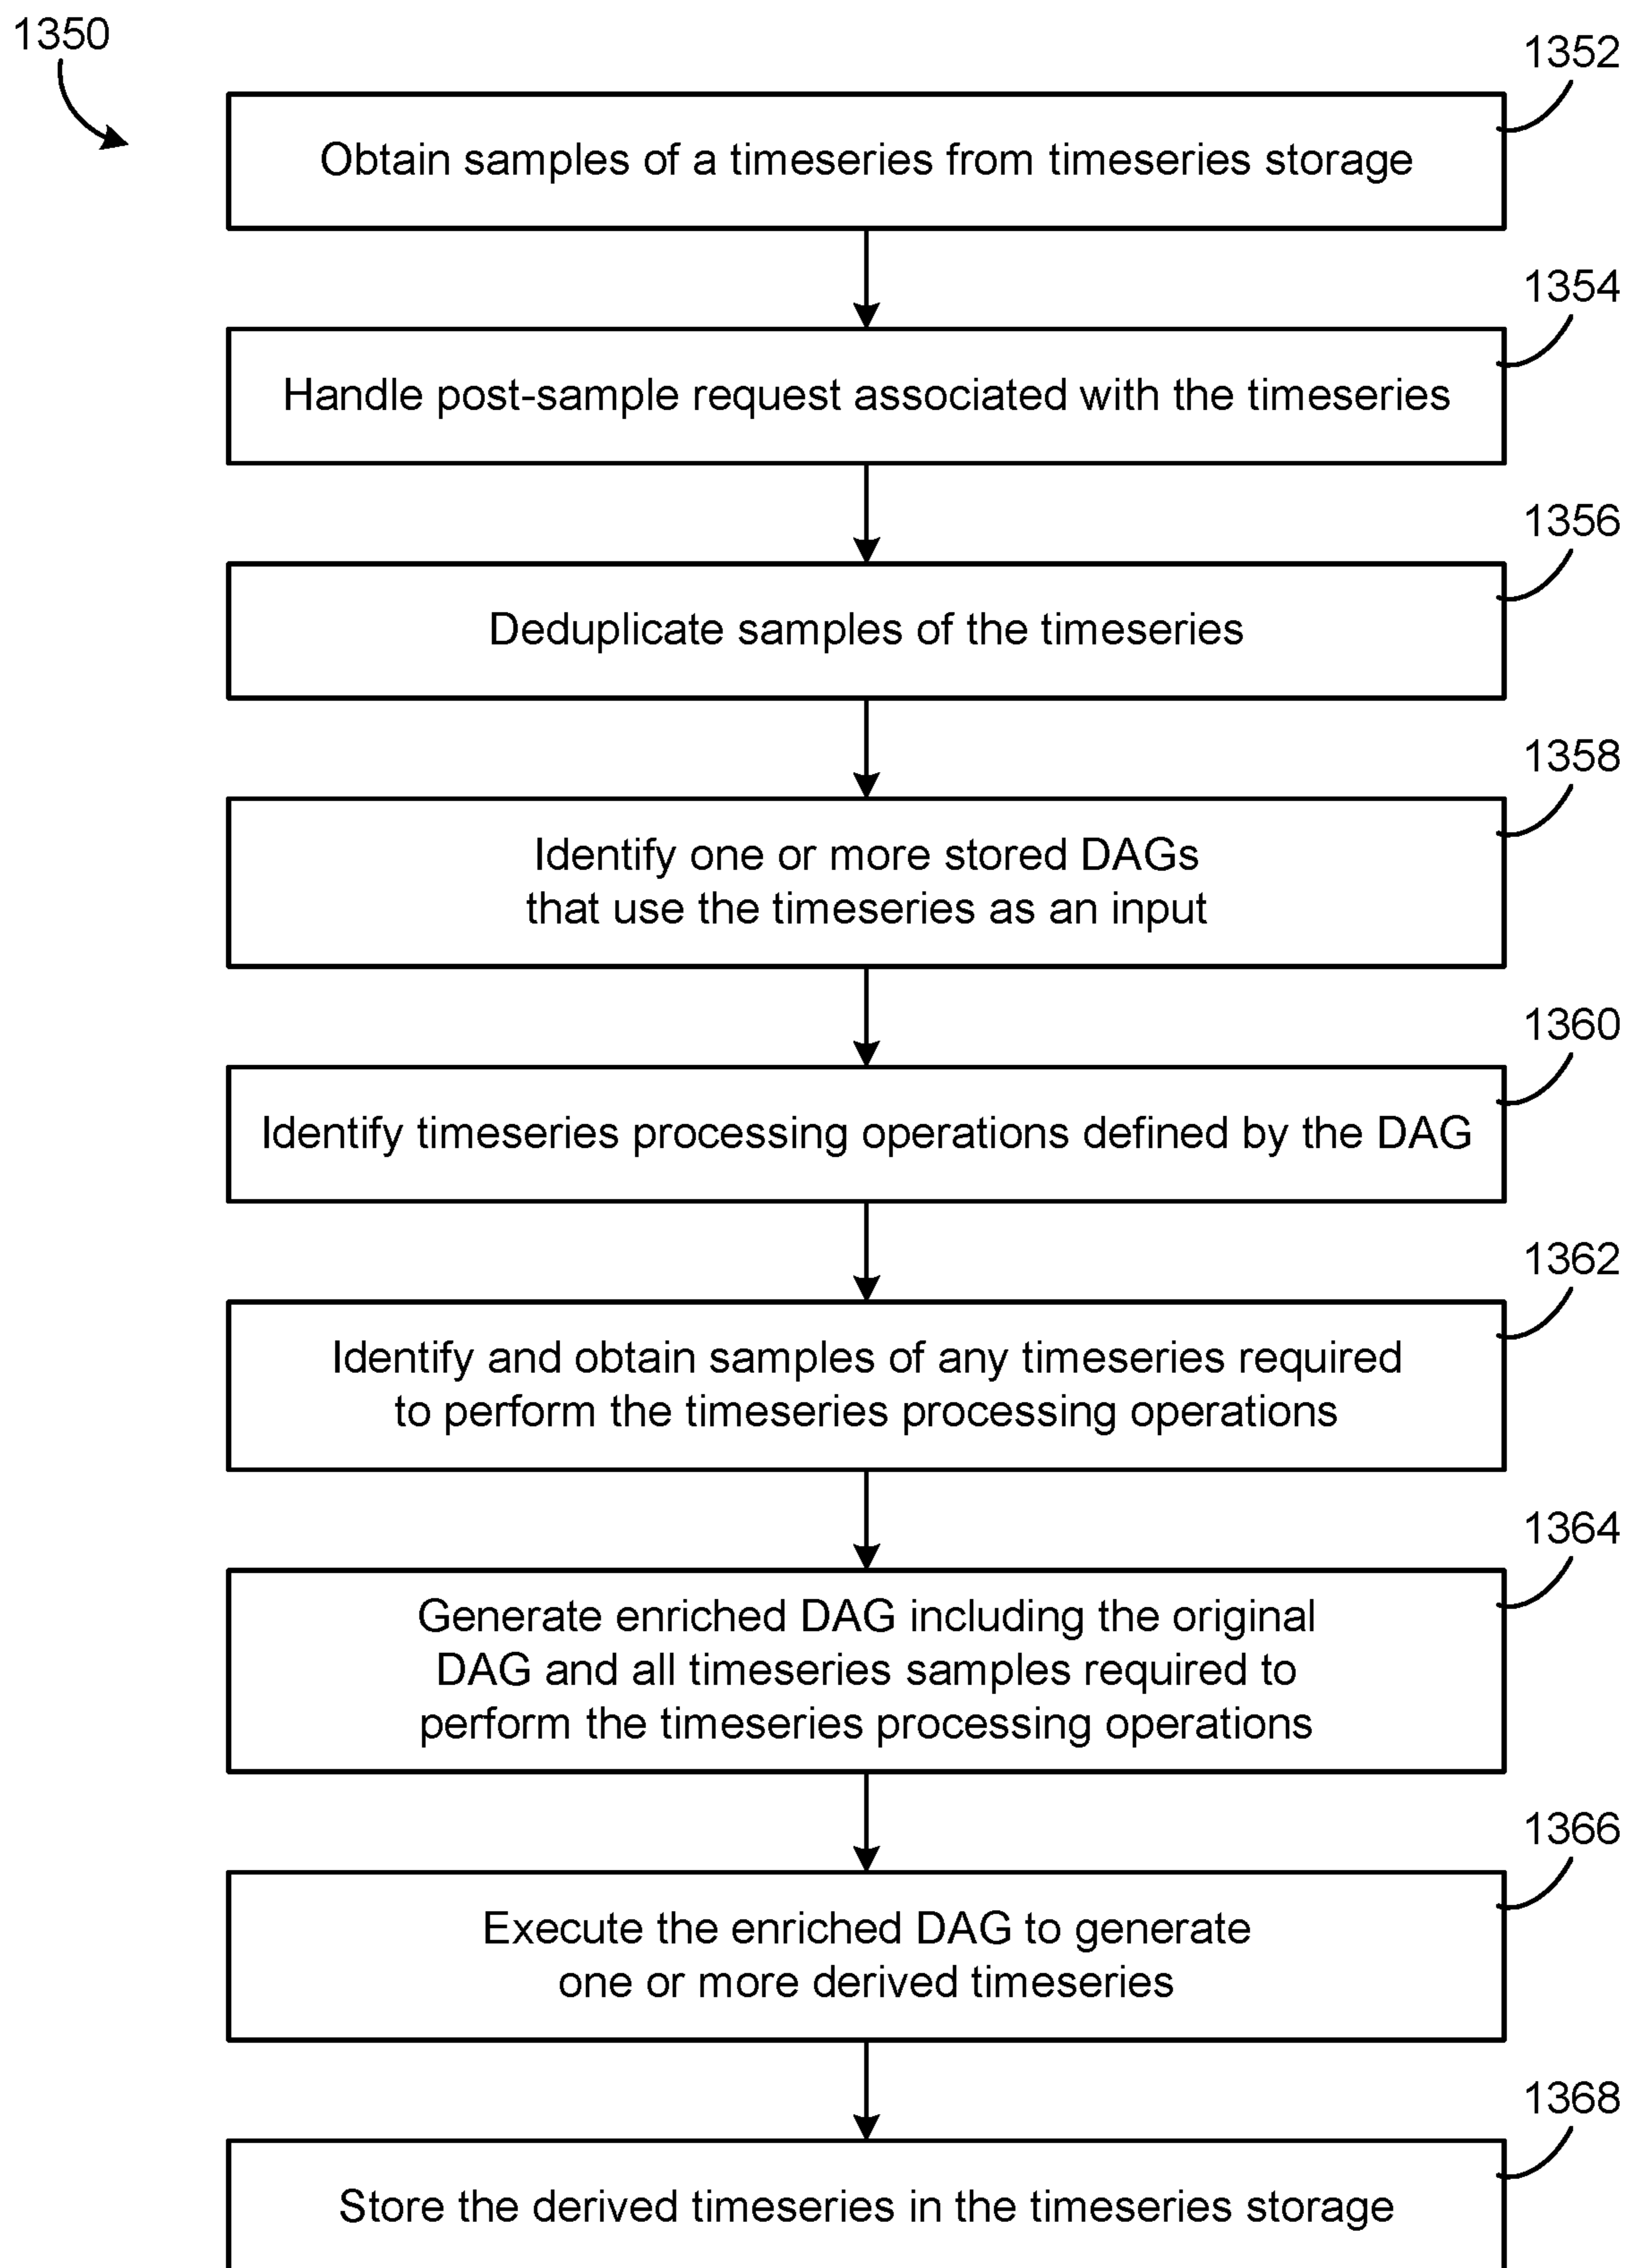 1350
1352
Obtain samples of a timeseries from timeseries storage
1354
Handle post-sample request associated with the timeseries
1356
Deduplicate samples of the timeseries
1358
Identify one or more stored DAGs
that use the timeseries as an input
1360
Identify timeseries processing operations defined by the DAG
1362
Identify and obtain samples of any timeseries required
to perform the timeseries processing operations
1364
Generate enriched DAG including the original
DAG and all timeseries samples required to
perform the timeseries processing operations
1366
Execute the enriched DAG to generate
one or more derived timeseries
1368
Store the derived timeseries in the timeseries storage